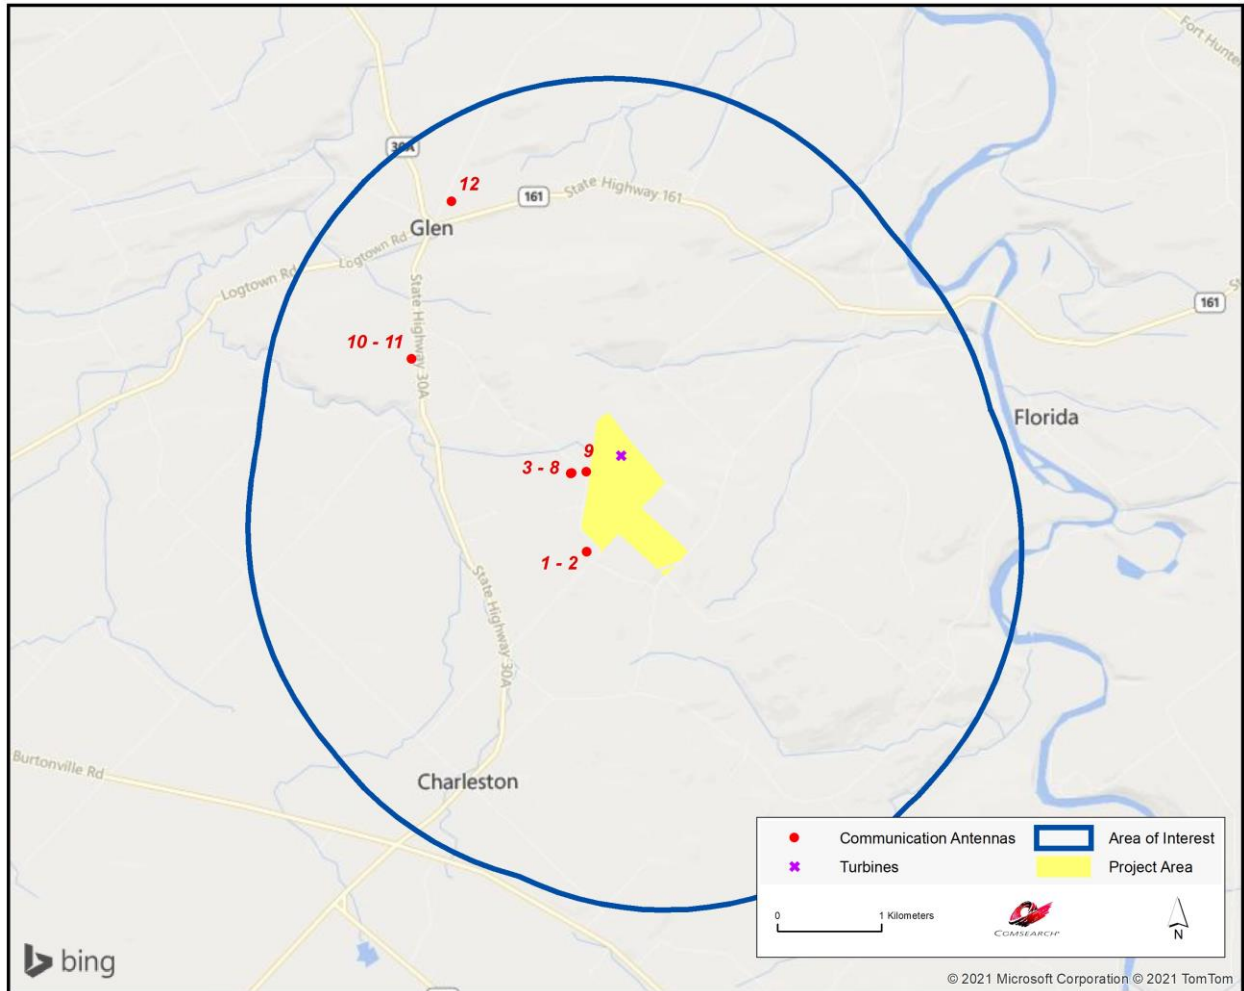 Fort Hunter
30A
12
161
State Highway 161
Glen
Logtown Rd
Logtown Rd
161
State Highway 30A
10 - 11
Florida
9
3 - 8
1 - 2
State Highway 30A
Burtonville Rd
Charleston
Communication Antennas
Area of Interest
Turbines
Project Area
0
1 Kilometers
COMSEARCH
N
bing
© 2021 Microsoft Corporation © 2021 TomTom